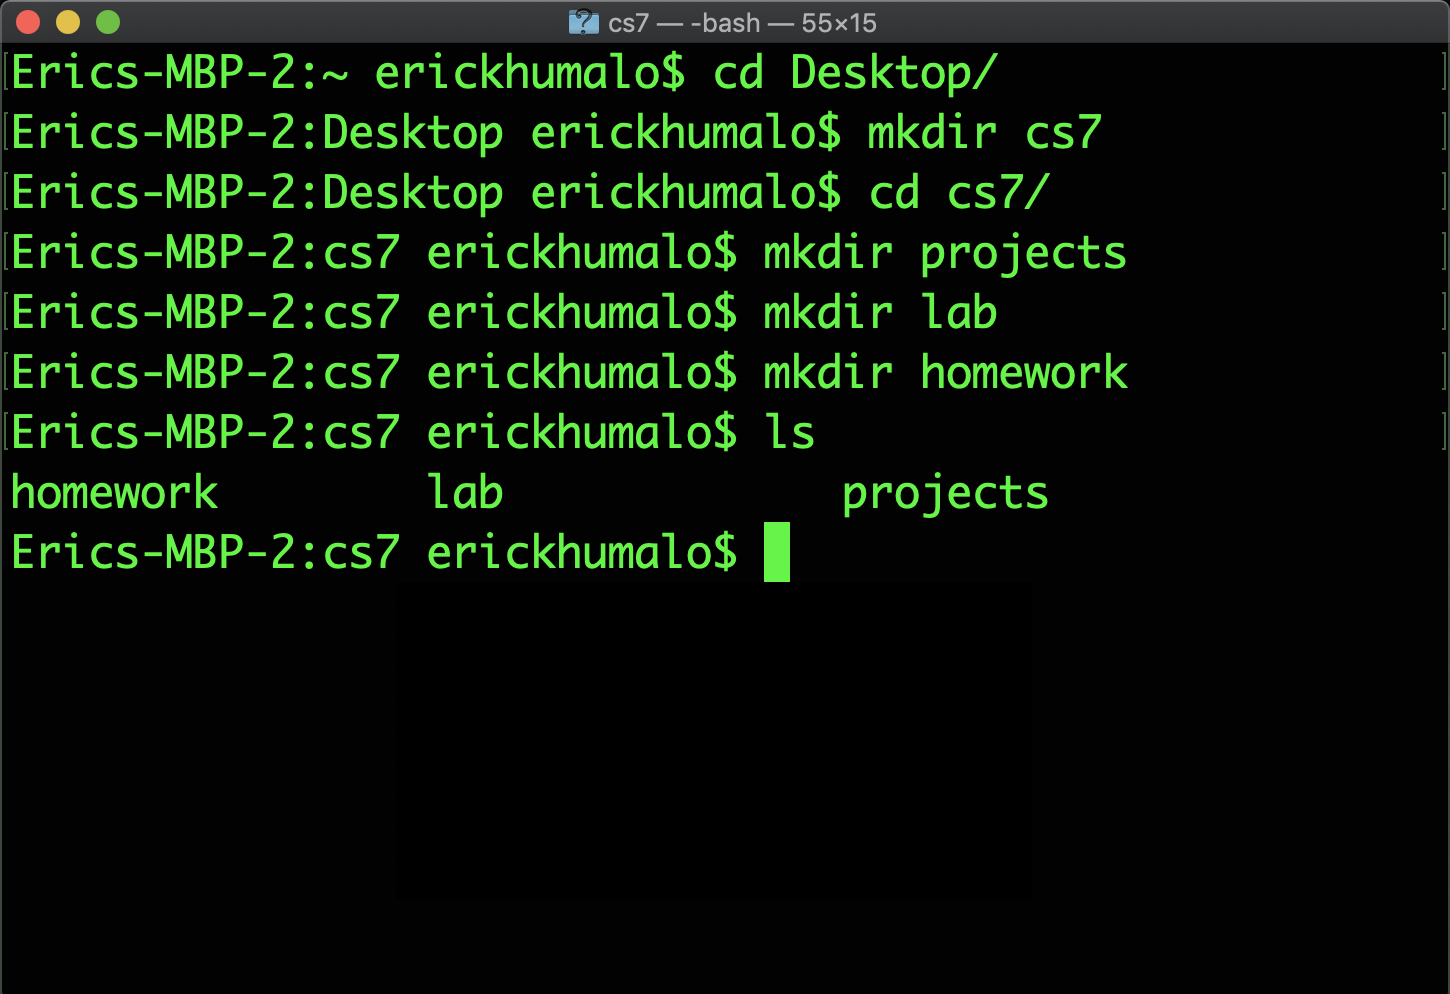 cs7 — -bash — 55×15
Erics-MBP-2:~ erickhumalo$ cd Desktop/
Erics-MBP-2:Desktop erickhumalo$ mkdir cs7
Erics-MBP-2:Desktop erickhumalo$ cd cs7/
Erics-MBP-2:cs7 erickhumalo$ mkdir projects
Erics-MBP-2:cs7 erickhumalo$ mkdir lab
Erics-MBP-2:cs7 erickhumalo$ mkdir homework
Erics-MBP-2:cs7 erickhumalo$ ls
homework        lab             projects
Erics-MBP-2:cs7 erickhumalo$